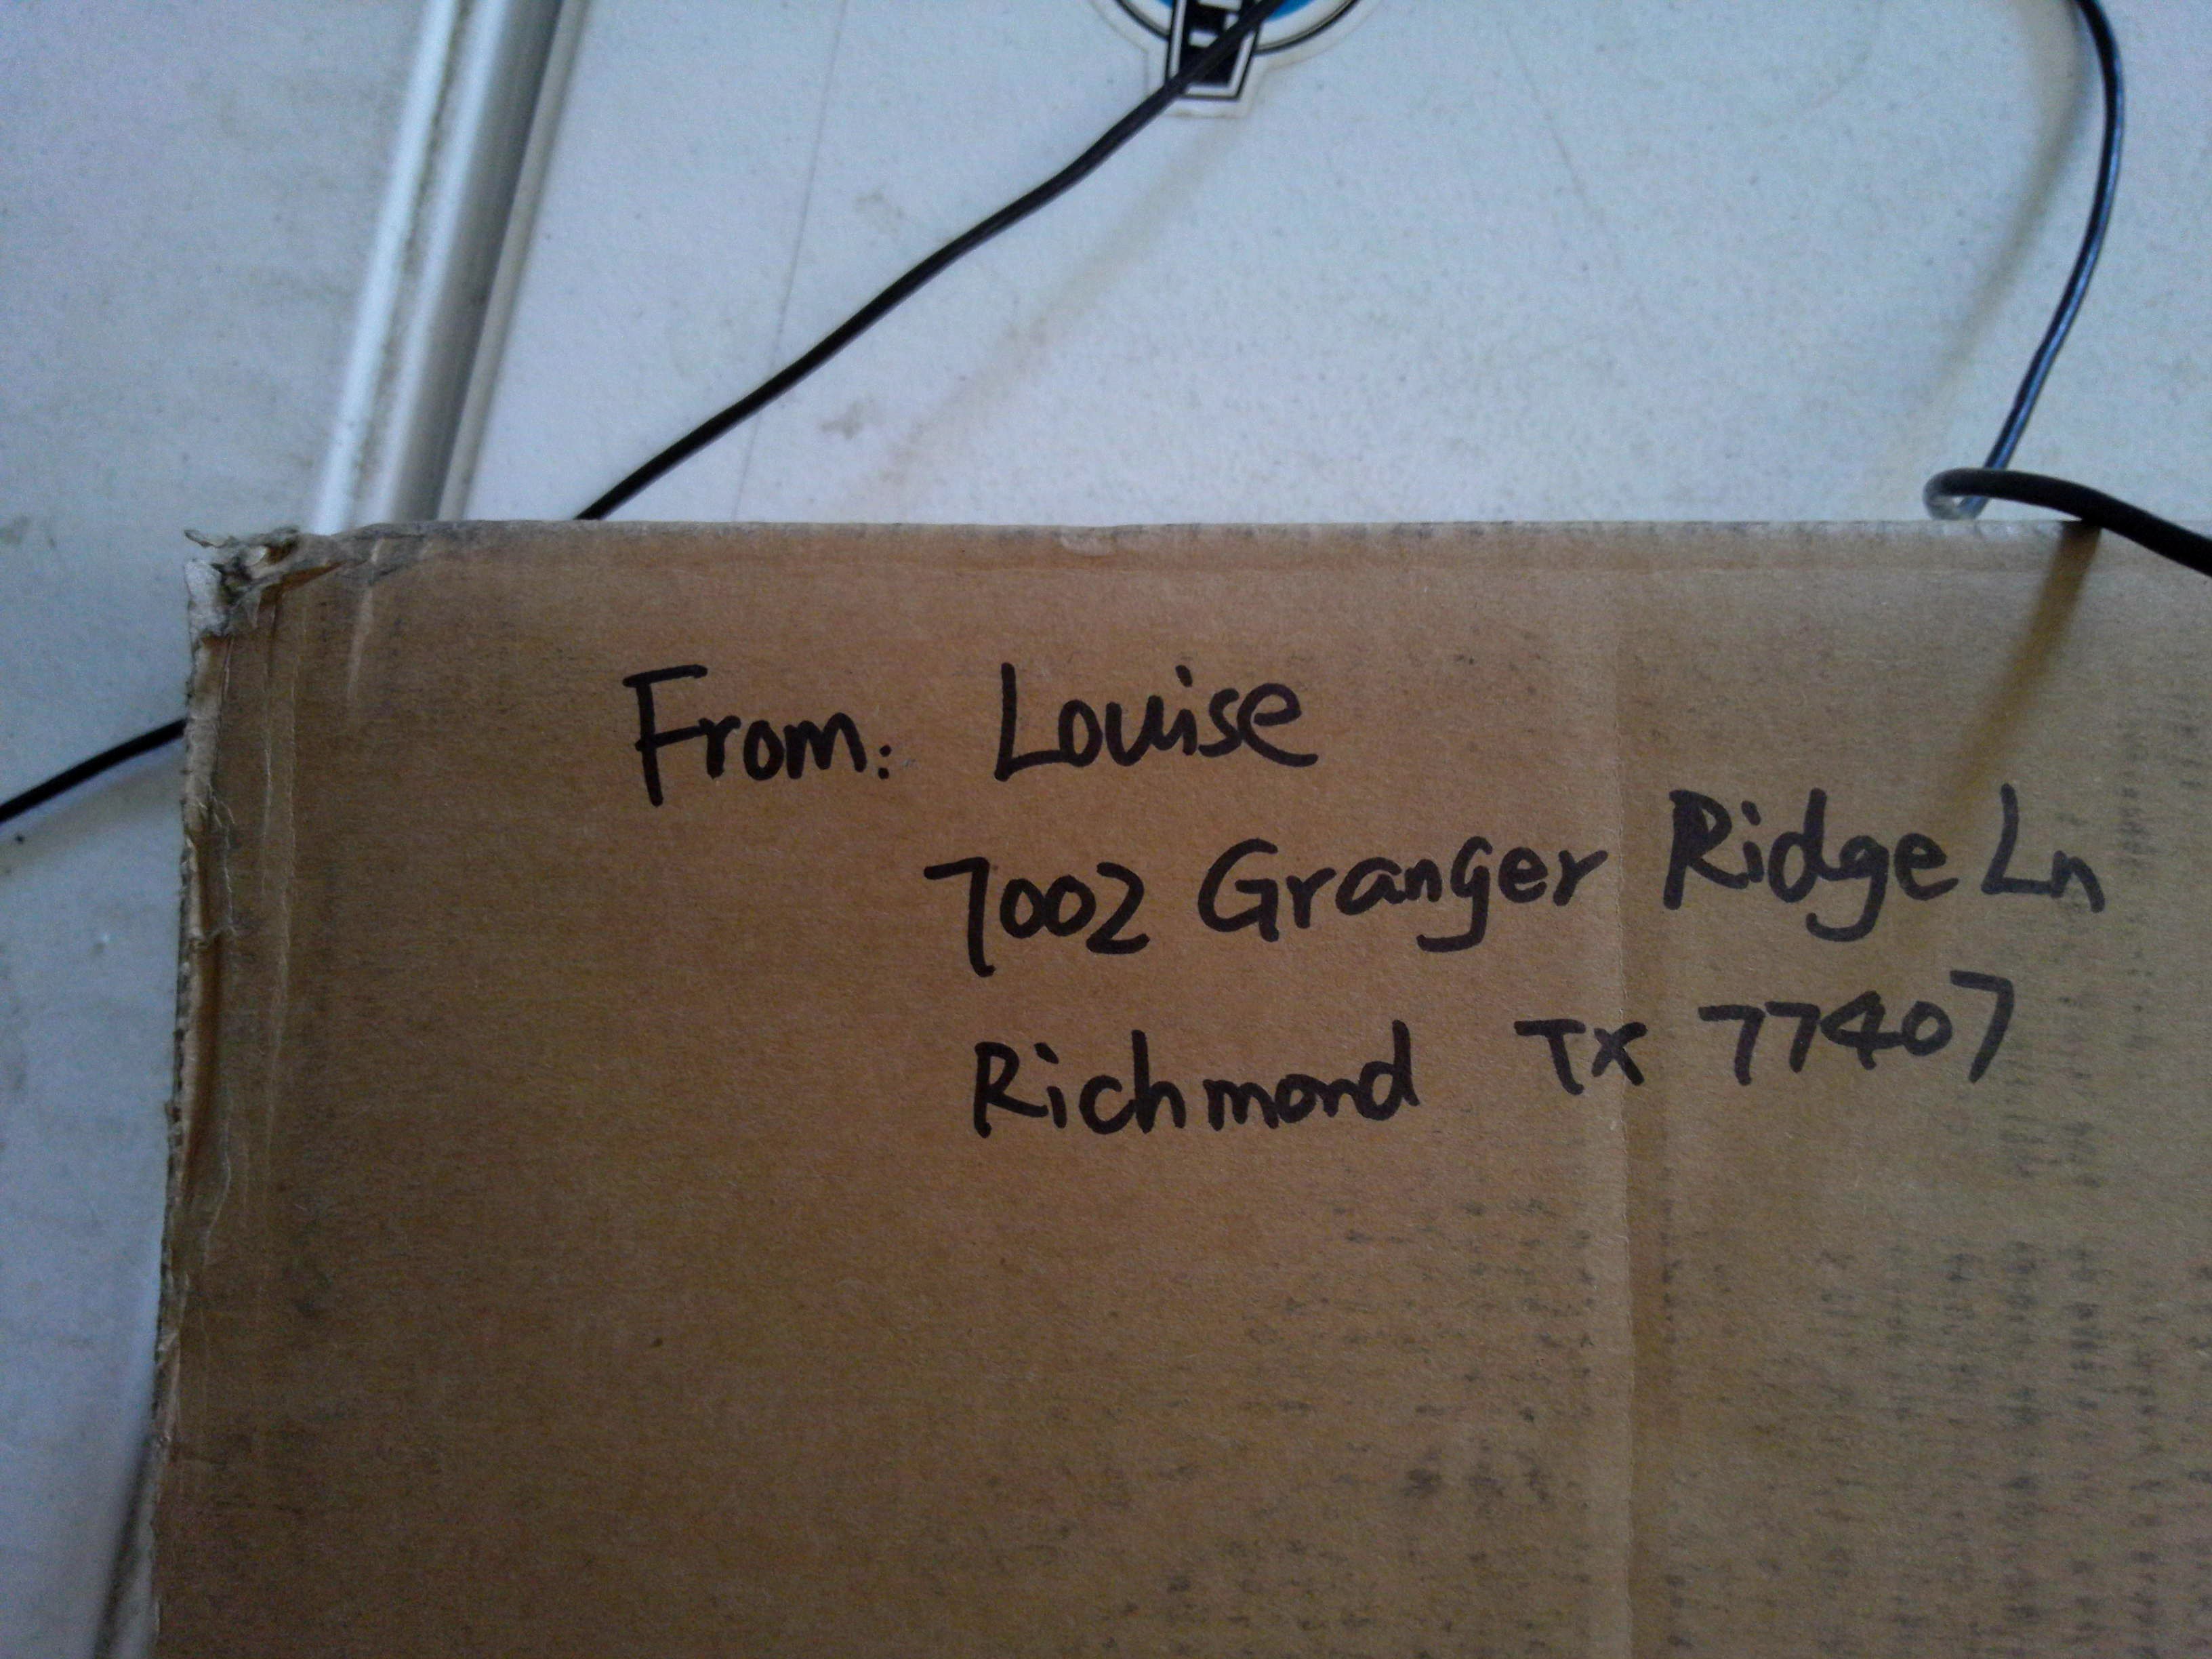 From: Louise
7002 Granger Ridge Ln
Richmond TX 77407